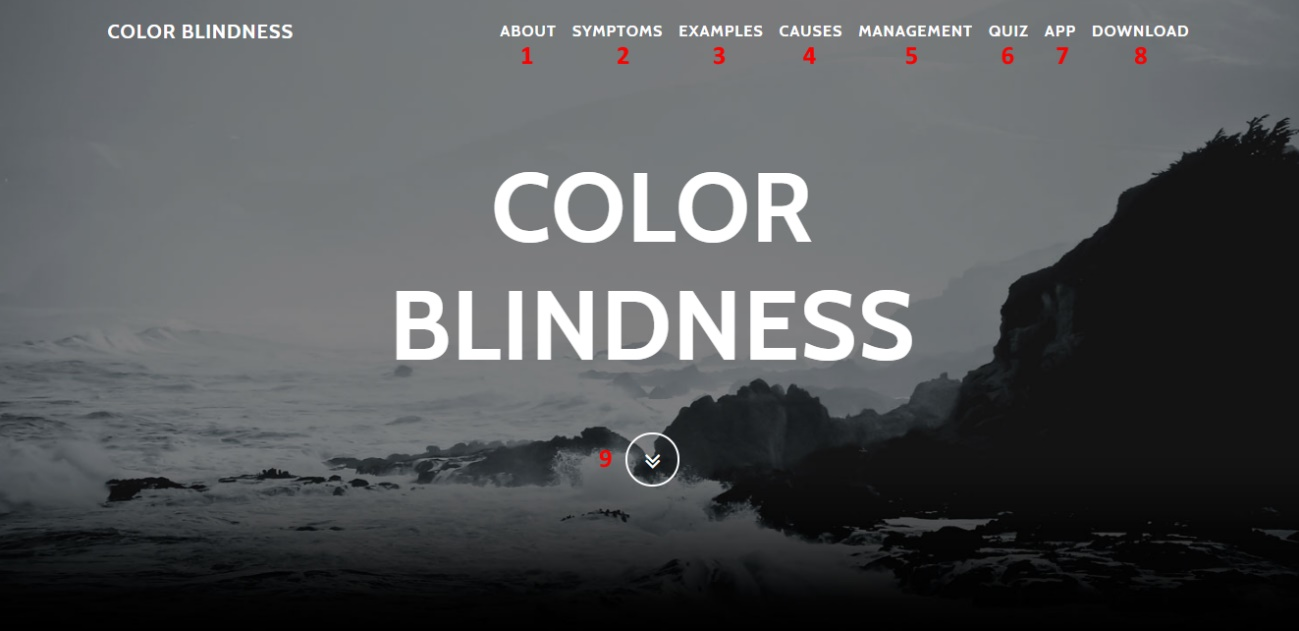 COLOR BLINDNESS
ABOUT SYMPTOMS EXAMPLES CAUSES MANAGEMENT QUIZ APP DOWNLOAD
1 2 3 4 5 6 7 8
COLOR
BLINDNESS
9